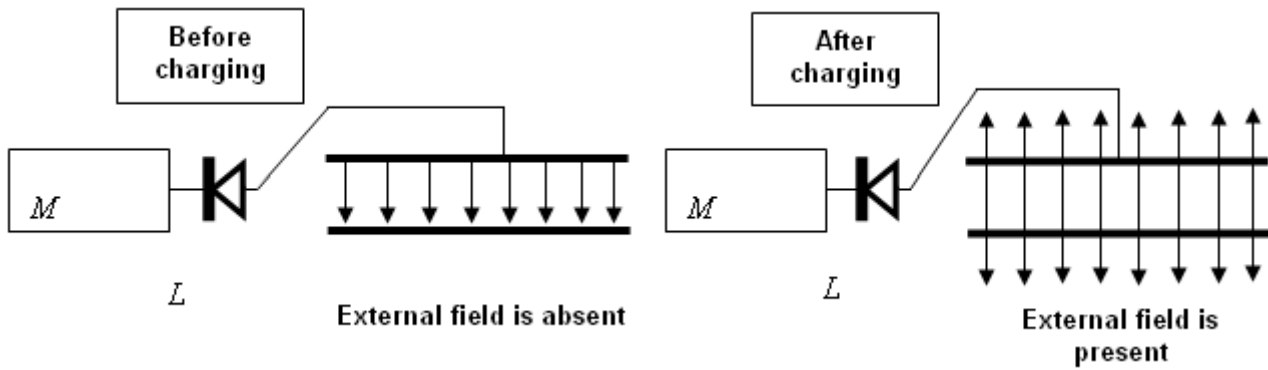 Before
charging
M
L
External field is absent
After
charging
M
L
External field is
present